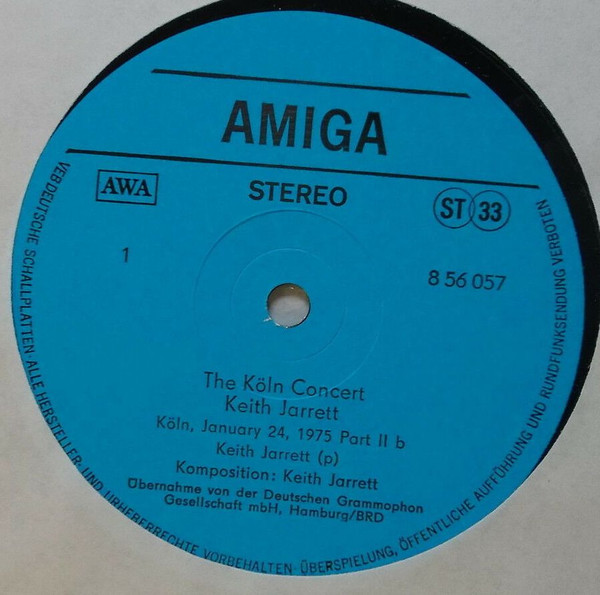 AMIGA
AWA
STEREO
ST 33
1
8 56 057
The Köln Concert
Keith Jarrett
Köln, January 24, 1975 Part II b
Keith Jarrett (p)
Komposition: Keith Jarrett
Übernahme von der Deutschen Grammophon
Gesellschaft mbH, Hamburg/BRD
VEB DEUTSCHE SCHALLPLATTEN · ALLE HERSTELLER- UND URHEBERRECHTE VORBEHALTEN · ÜBERSPIELUNG, ÖFFENTLICHE AUFFÜHRUNG UND RUNDFUNKSENDUNG VERBOTEN